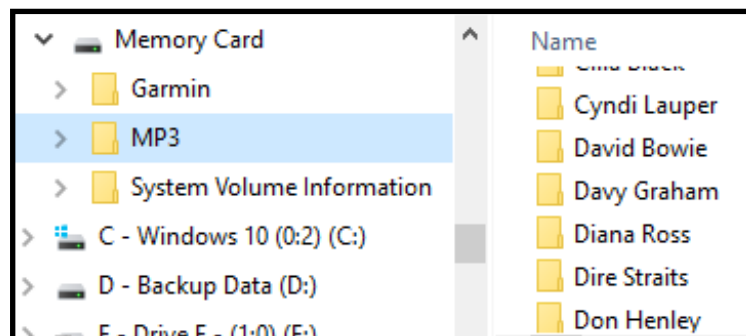 Memory Card
Garmin
MP3
System Volume Information
C - Windows 10 (0:2) (C:)
D - Backup Data (D:)
Name
Cyndi Lauper
David Bowie
Davy Graham
Diana Ross
Dire Straits
Don Henley